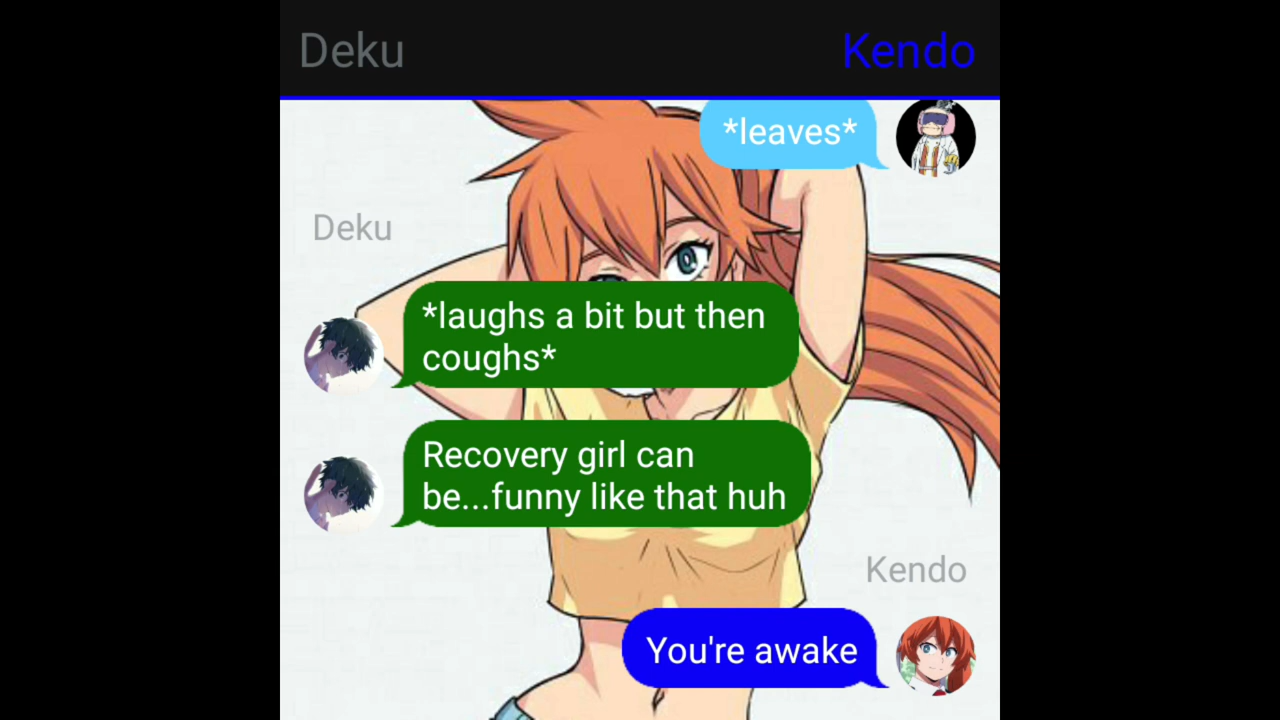 Deku
Kendo
*leaves*
Deku
*laughs a bit but then
coughs*
Recovery girl can
be...funny like that huh
Kendo
You're awake